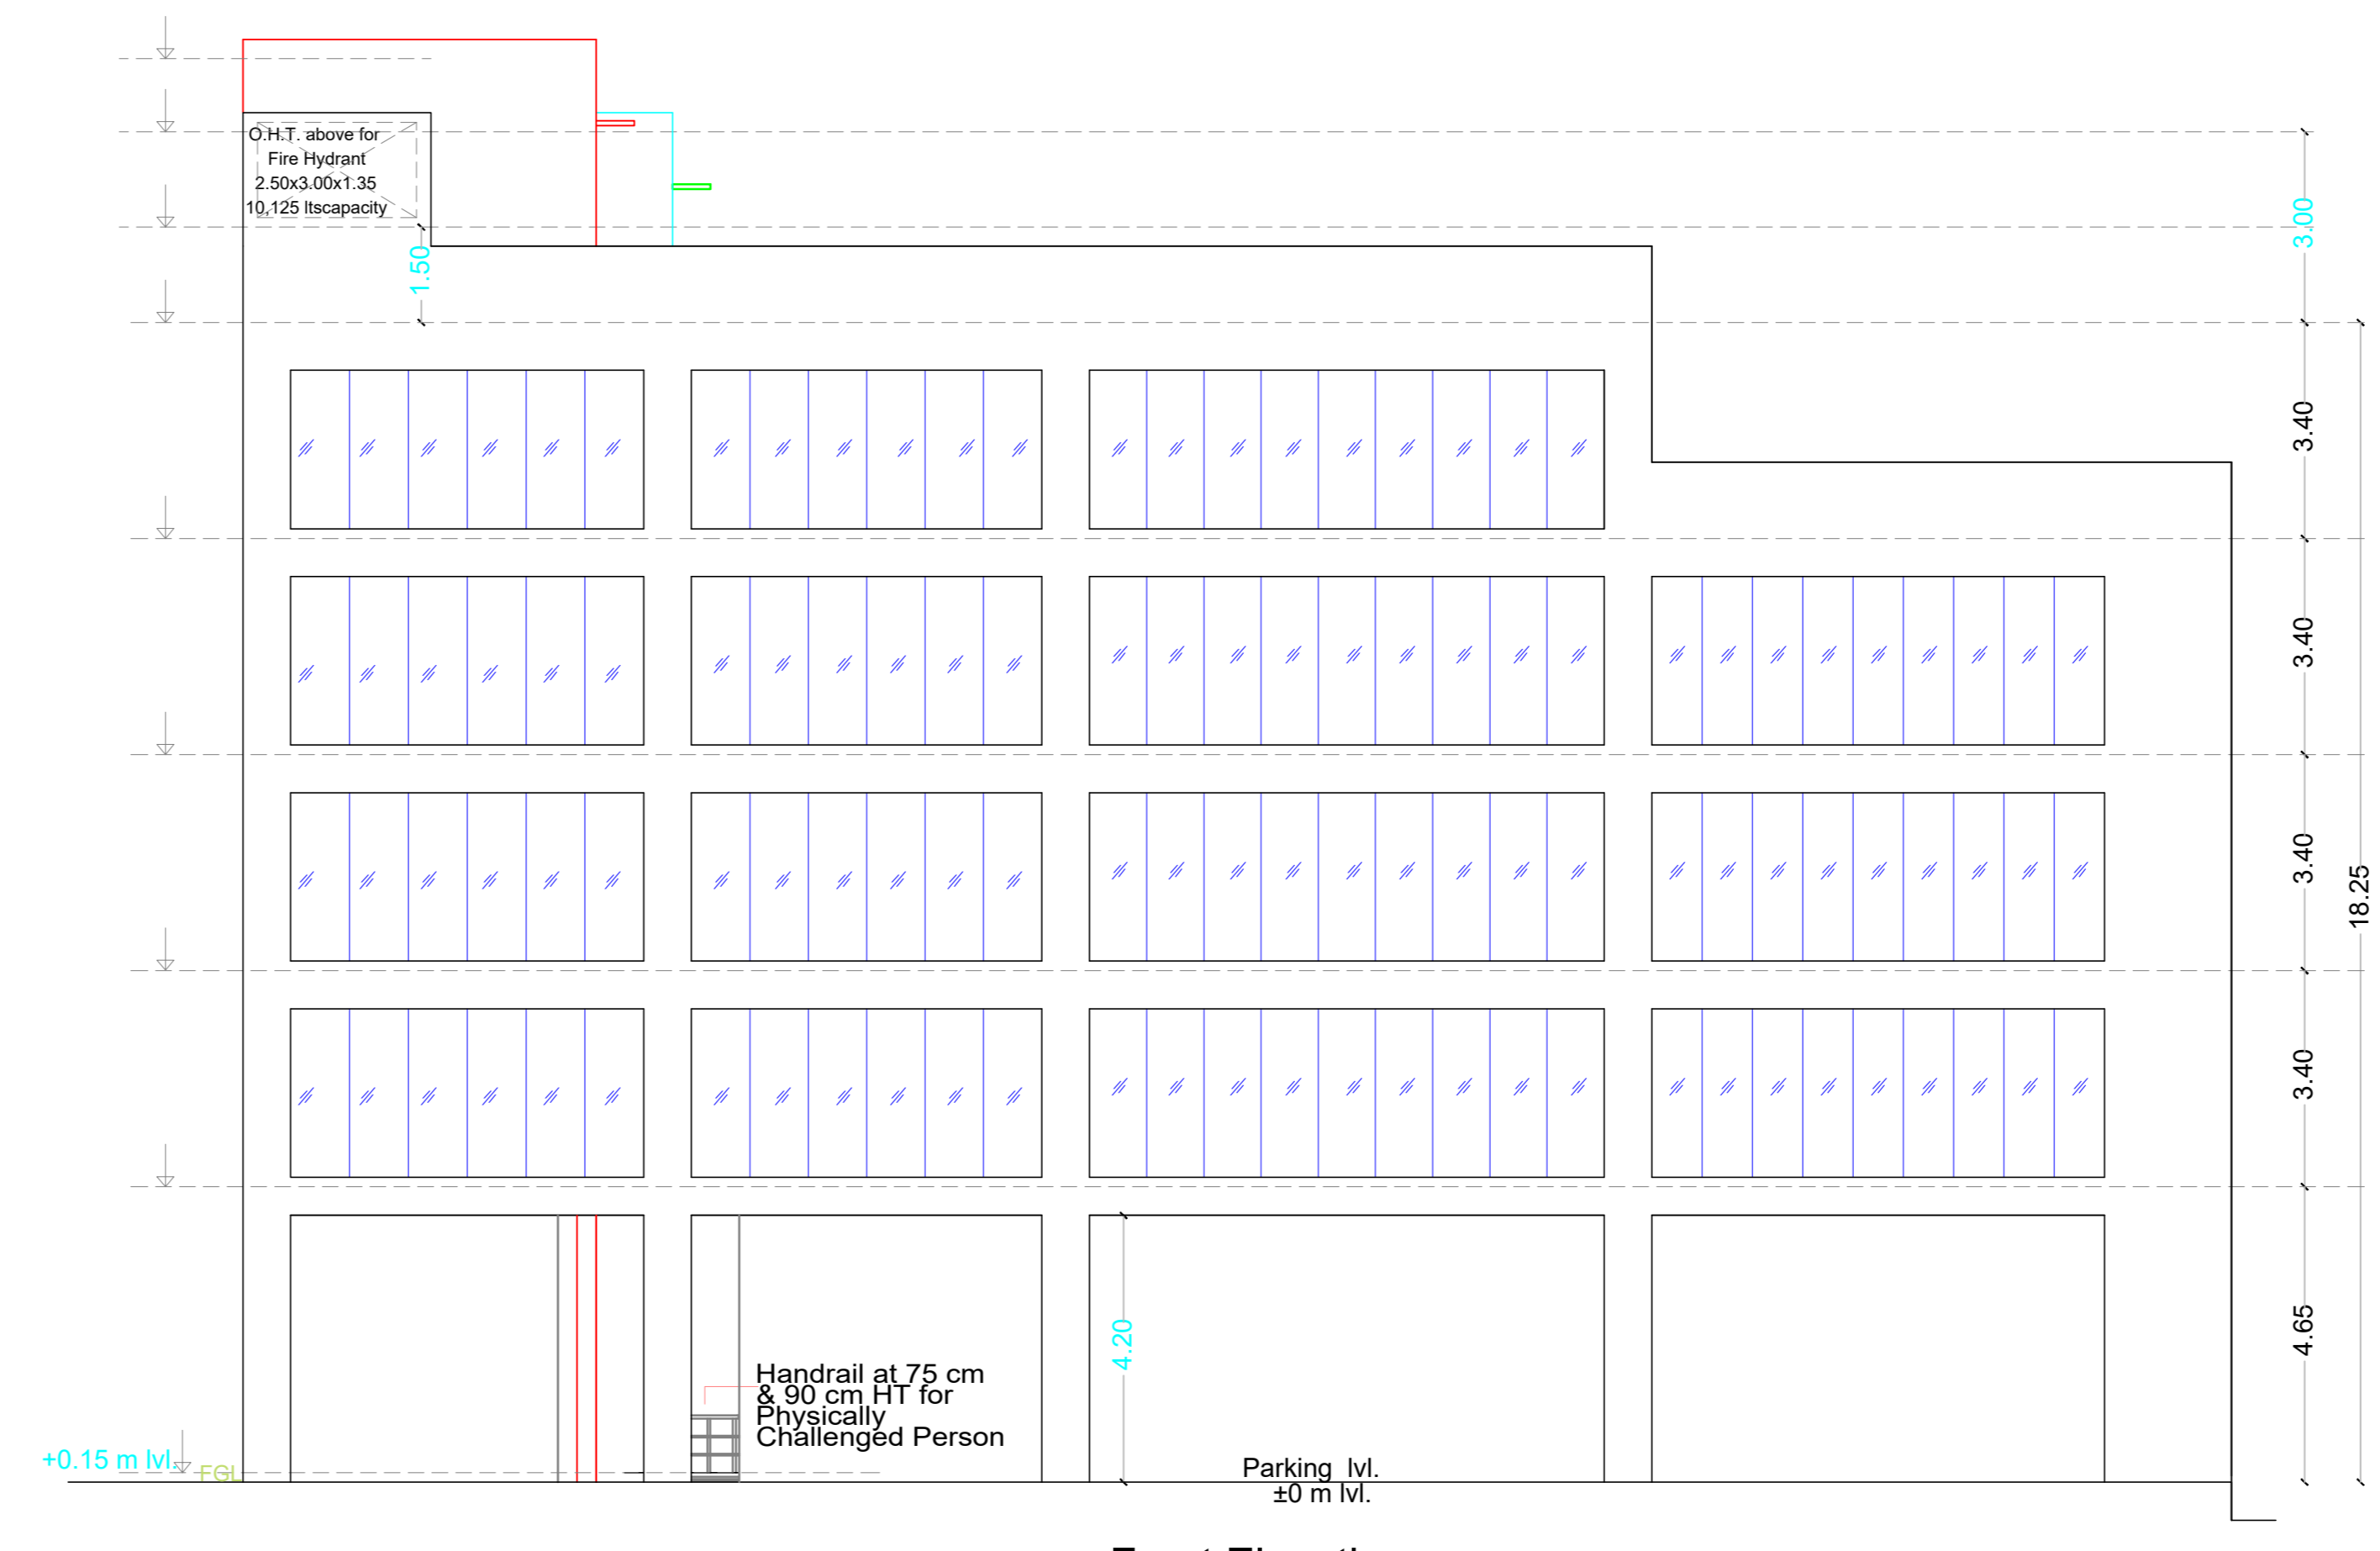 O.H.T. above for
Fire Hydrant
2.50x3.00x1.35
10,125 ltscapacity
1.50
3.00
3.40
3.40
3.40
18.25
3.40
4.65
4.20
Handrail at 75 cm
& 90 cm HT for
Physically
Challenged Person
+0.15 m lvl.
FGL
Parking lvl.
±0 m lvl.